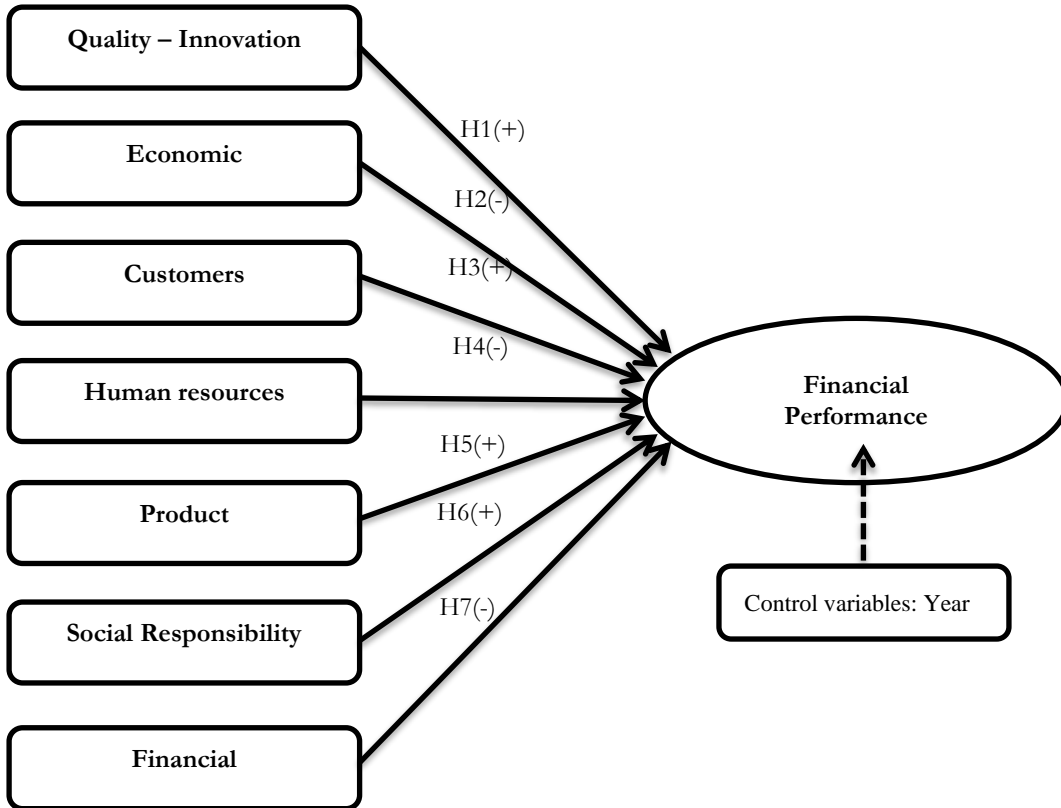 Quality – Innovation
H1(+)
Economic
H2(-)
H3(+)
Customers
H4(-)
Human resources
Financial
Performance
H5(+)
Product
H6(+)
H7(-)
Control variables: Year
Social Responsibility
Financial